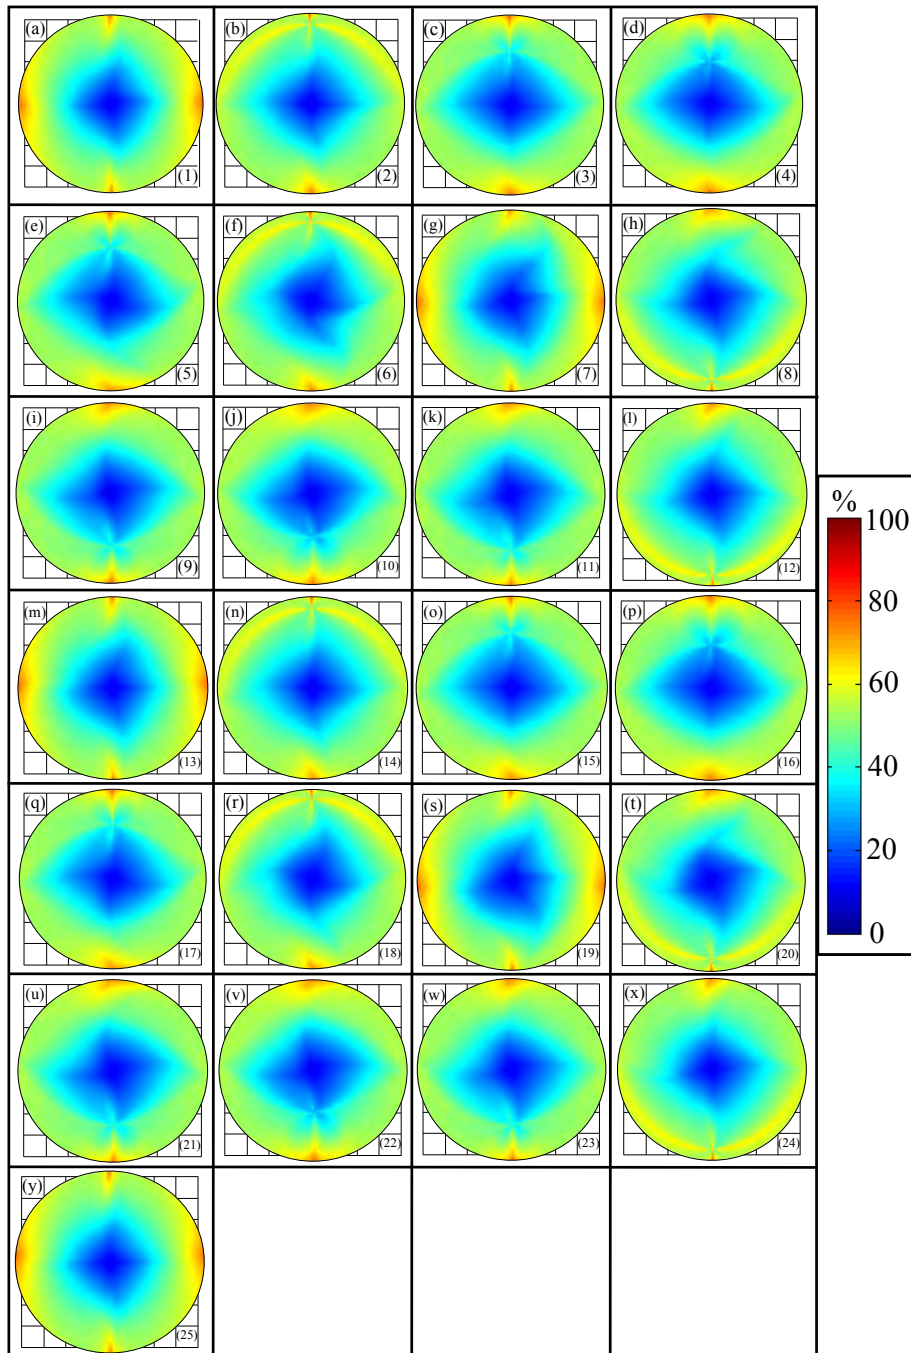 (a) (b) (c) (d)
(1) (2) (3) (4)
(e) (f) (g) (h)
(5) (6) (7) (8)
(i) (j) (k) (l)
(9) (10) (11) (12)
(m) (n) (o) (p)
(13) (14) (15) (16)
(q) (r) (s) (t)
(17) (18) (19) (20)
(u) (v) (w) (x)
(21) (22) (23) (24)
(y)
(25)
%
100
80
60
40
20
0